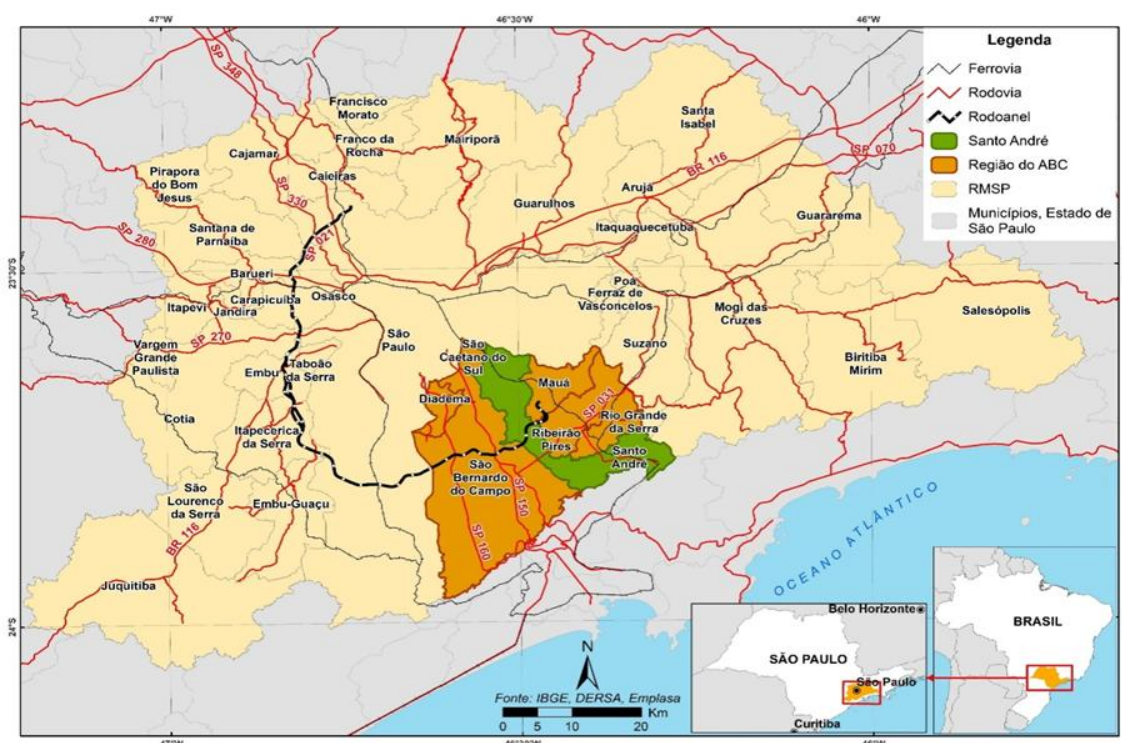 47°W
46°30'W
46°W
Legenda
Ferrovia
Rodovia
Rodoanel
Santo André
Região do ABC
RMSP
Municípios, Estado de
São Paulo
SP 348
Francisco
Morato
Franco da
Rocha
Mairiporã
Santa
Isabel
Cajamar
Caieiras
BR 116
SP 070
Pirapora
do Bom
Jesus
SP 330
Arujá
Guarulhos
Guararema
Itaquaquecetuba
Santana de
Parnaíba
SP 021
SP 280
23°30'S
Barueri
Poa
Ferraz de
Vasconcelos
Itapevi
Carapicuíba
Jandira
Osasco
Mogi das
Cruzes
Salesópolis
SP 270
São
Paulo
São
Caetano do
Sul
Suzano
Vargem
Grande
Paulista
Biritiba
Mirim
Embu
Taboão
da Serra
Mauá
Diadema
SP 031
Cotia
Rio Grande
da Serra
Itapecerica
da Serra
Ribeirão
Pires
Santo
André
São
Bernardo
do Campo
São
Lourenço
da Serra
Embu-Guaçu
SP 150
SP 160
BR 116
OCEANO ATLÂNTICO
Juquitiba
24°S
Belo Horizonte
BRASIL
SÃO PAULO
São Paulo
Curitiba
N
Fonte: IBGE, DERSA, Emplasa
Km
0 5 10 20
47°W
46°30'W
46°W